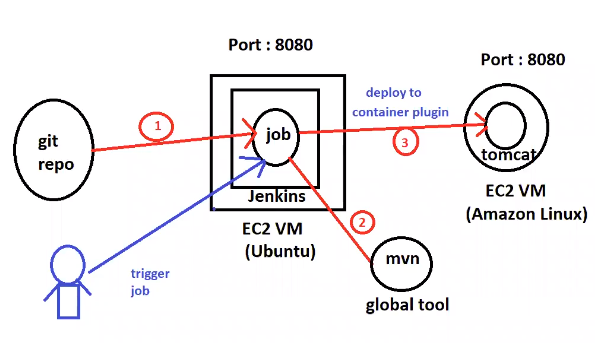 Port : 8080
Port : 8080
deploy to
container plugin
git
repo
1
job
3
tomcat
Jenkins
EC2 VM
(Amazon Linux)
EC2 VM
(Ubuntu)
2
mvn
trigger
job
global tool